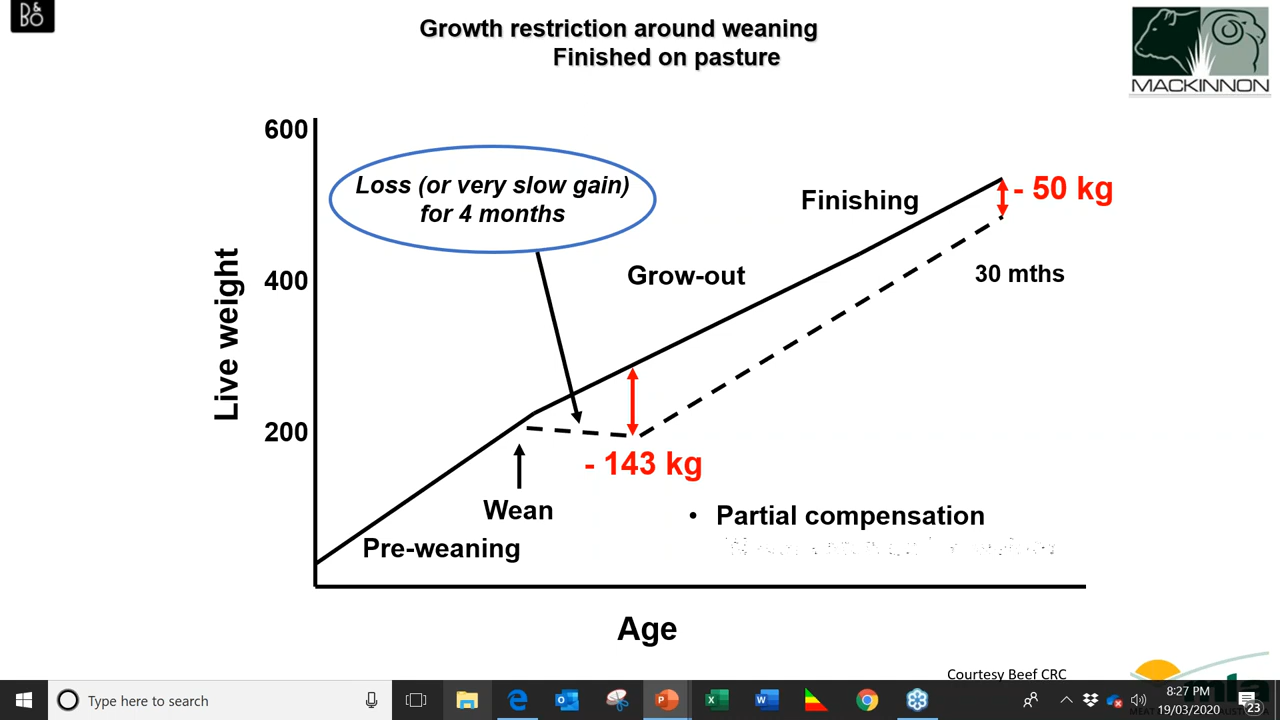 B&O
Growth restriction around weaning
Finished on pasture
MACKINNON
600
400
200
Live weight
Loss (or very slow gain)
for 4 months
Finishing
- 50 kg
Grow-out
30 mths
- 143 kg
Wean
• Partial compensation
Pre-weaning
Age
Courtesy Beef CRC
mla
Type here to search
8:27 PM
19/03/2020
23